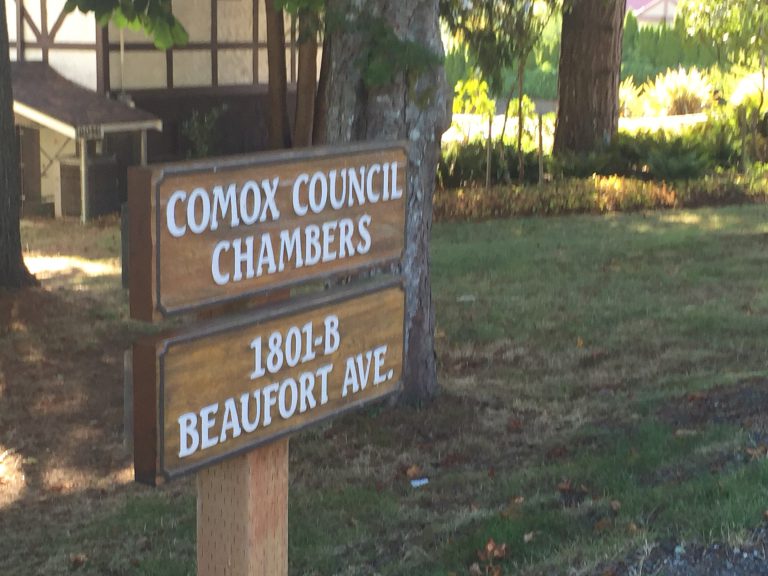 COMOX COUNCIL
CHAMBERS
1801-B
BEAUFORT AVE.